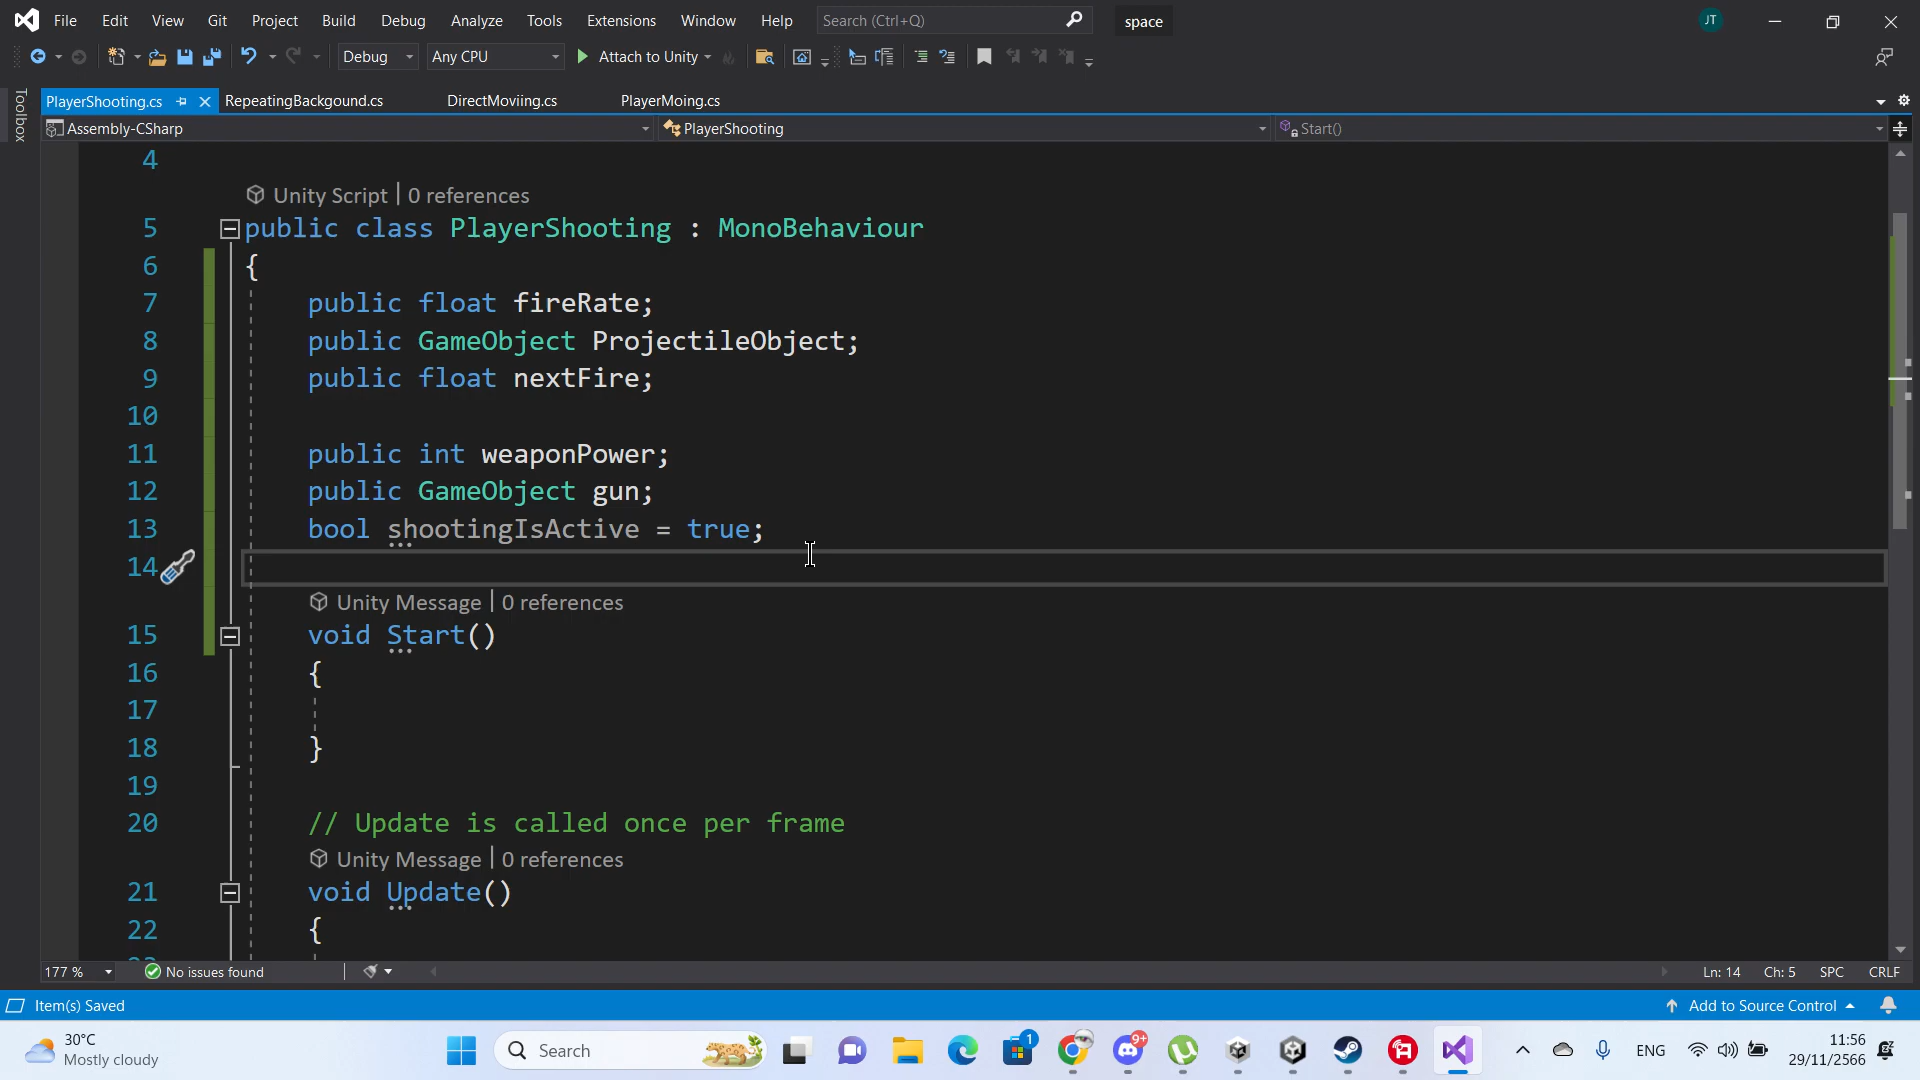 File Edit View Git Project Build Debug Test Analyze Tools Extensions Window Help Search (Ctrl+Q) space JT
Debug Any CPU Attach to Unity
Toolbox
PlayerShooting.cs RepeatingBackgound.cs DirectMoviing.cs PlayerMoing.cs
Assembly-CSharp PlayerShooting Start()
4
Unity Script | 0 references
5 public class PlayerShooting : MonoBehaviour
6 {
7 public float fireRate;
8 public GameObject ProjectileObject;
9 public float nextFire;
10
11 public int weaponPower;
12 public GameObject gun;
13 bool shootingIsActive = true;
14
Unity Message | 0 references
15 void Start()
16 {
17
18 }
19
20 // Update is called once per frame
Unity Message | 0 references
21 void Update()
22 {
177 % No issues found Ln: 14 Ch: 5 SPC CRLF
Item(s) Saved Add to Source Control
30°C
Mostly cloudy
Search 1 9+ ENG
11:56
29/11/2566